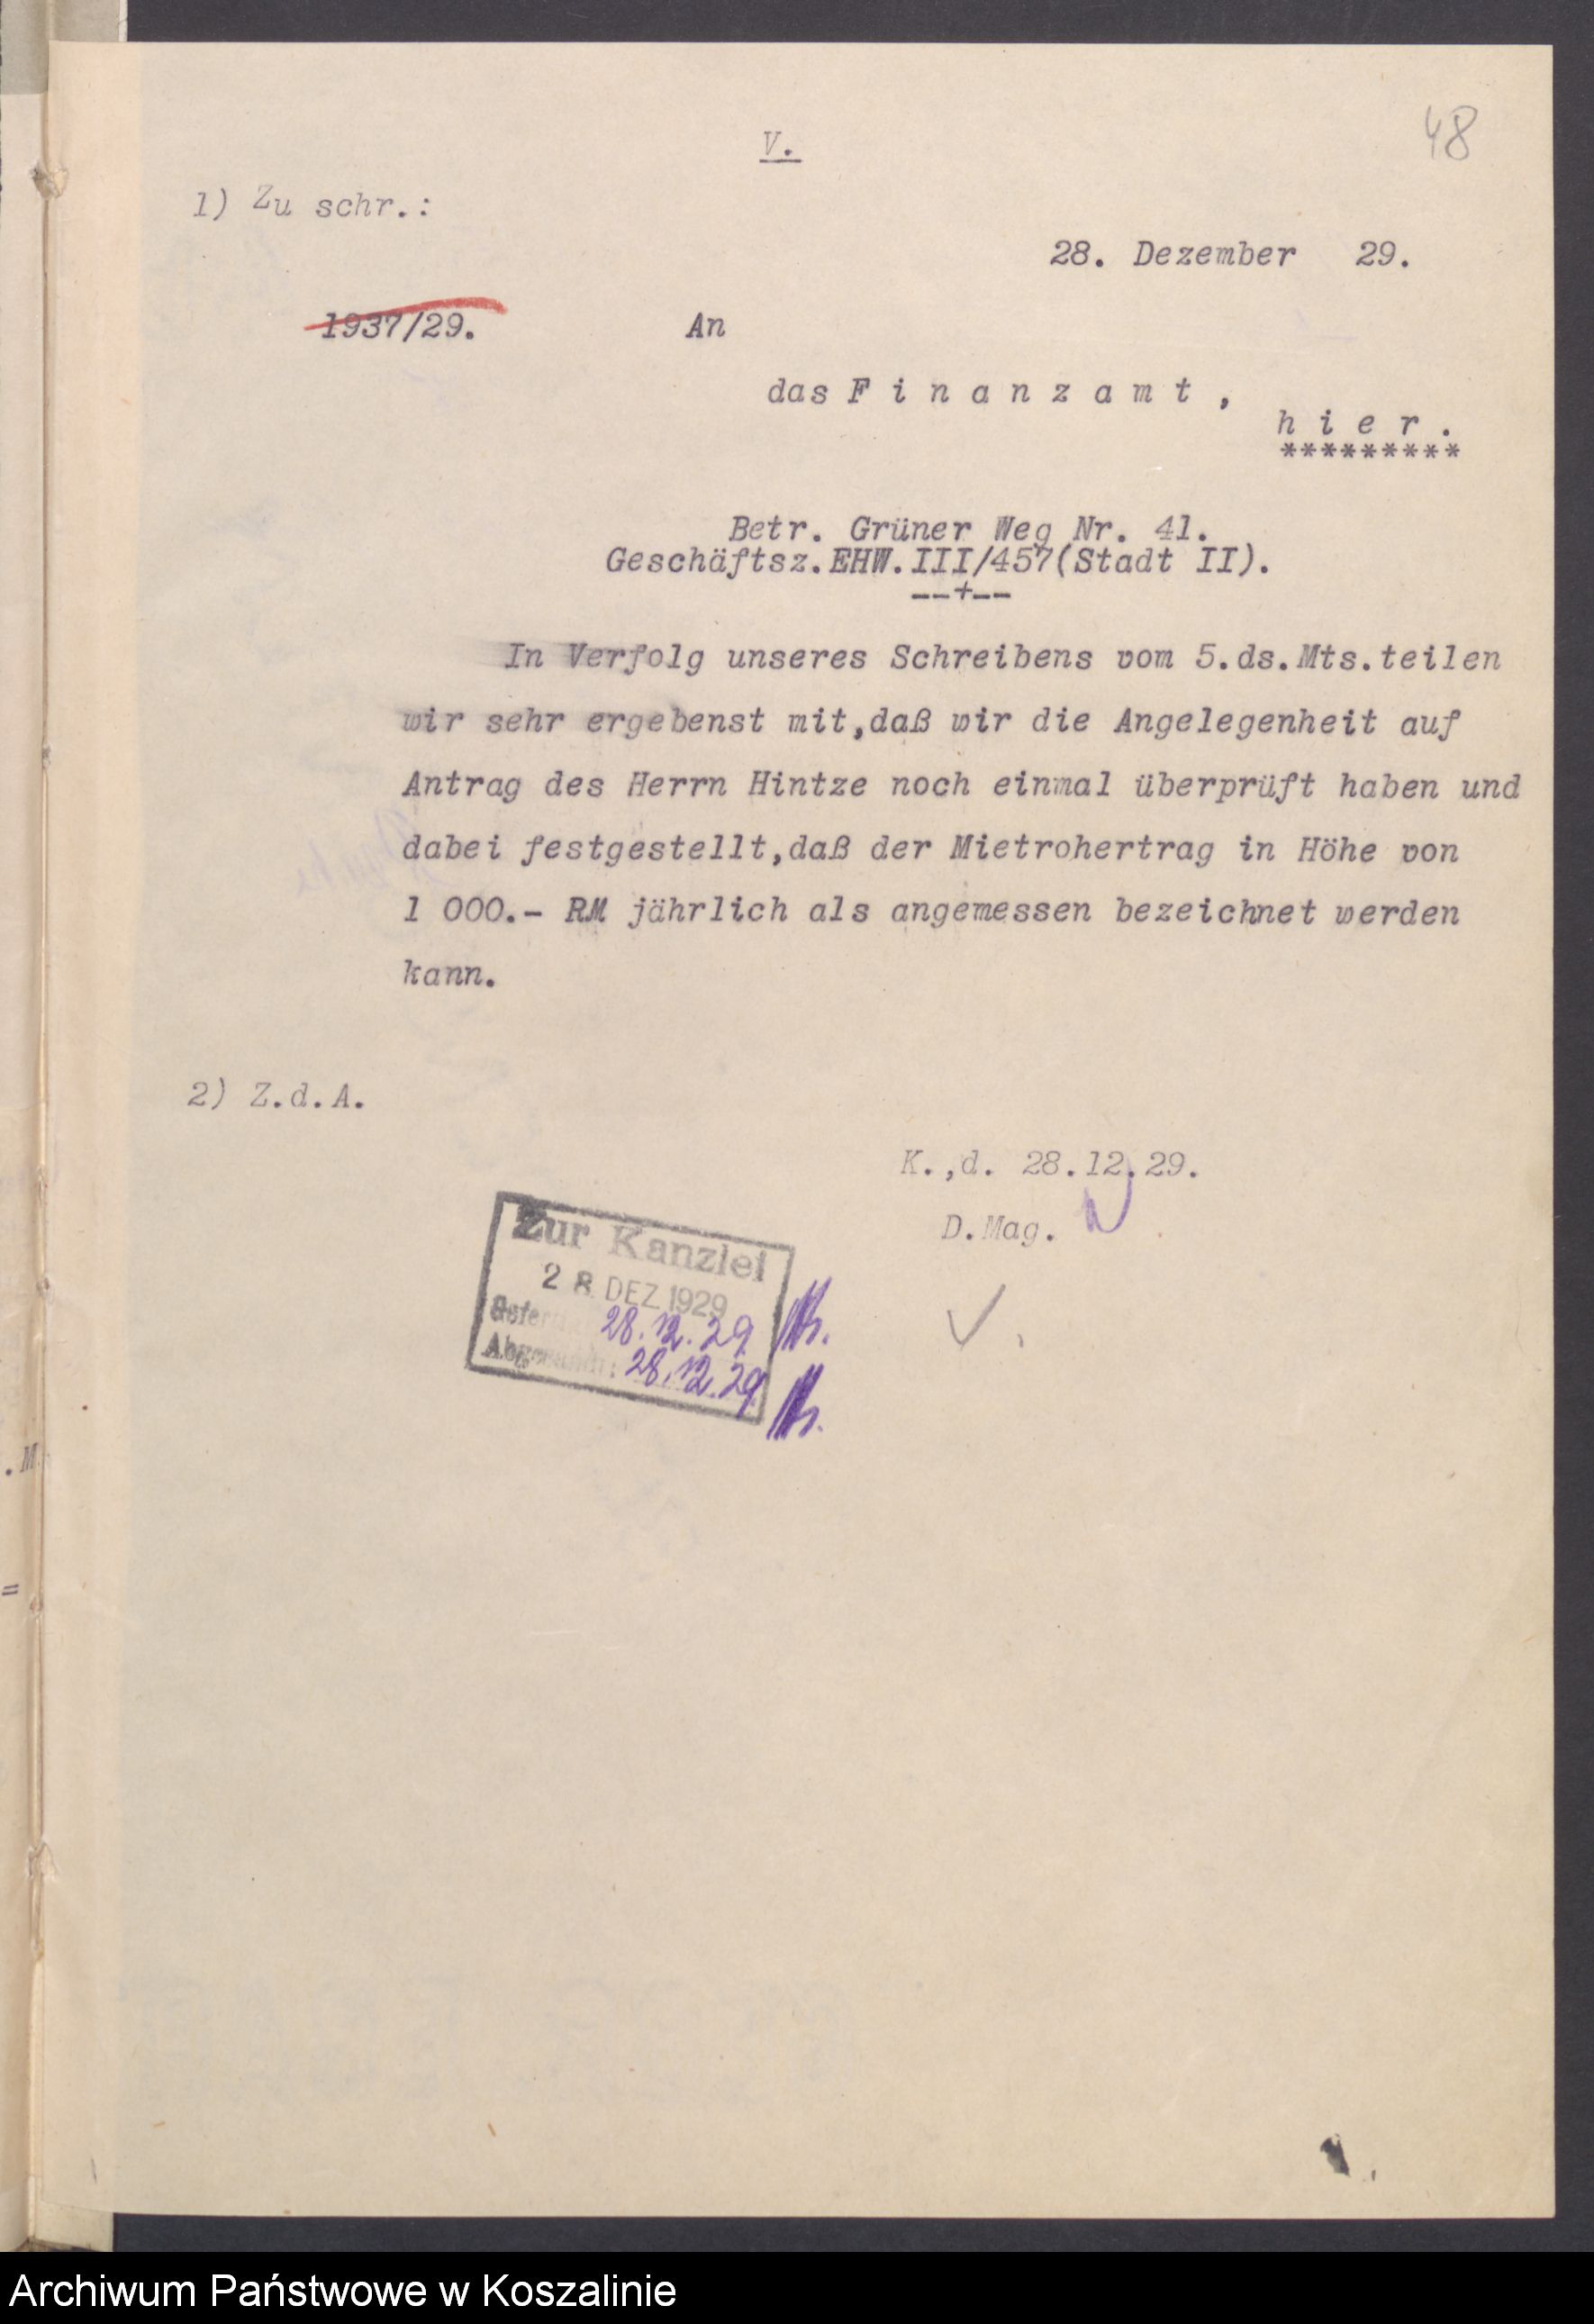 48
V.
1) Zu schr.:
28. Dezember 29.
1937/29. An
das F i n a n z a m t ,
h i e r .
*********
Betr. Grüner Weg Nr. 41.
Geschäftsz.EHW.III/457(Stadt II).
--+--
In Verfolg unseres Schreibens vom 5.ds.Mts.teilen
wir sehr ergebenst mit,daß wir die Angelegenheit auf
Antrag des Herrn Hintze noch einmal überprüft haben und
dabei festgestellt,daß der Mietrohertrag in Höhe von
1 000.- RM jährlich als angemessen bezeichnet werden
kann.
2) Z.d.A.
K.,d. 28.12.29.
D.Mag.
Zur Kanzlei
28 DEZ 1929
28.12.29
28.12.29
.M
=
Archiwum Państwowe w Koszalinie